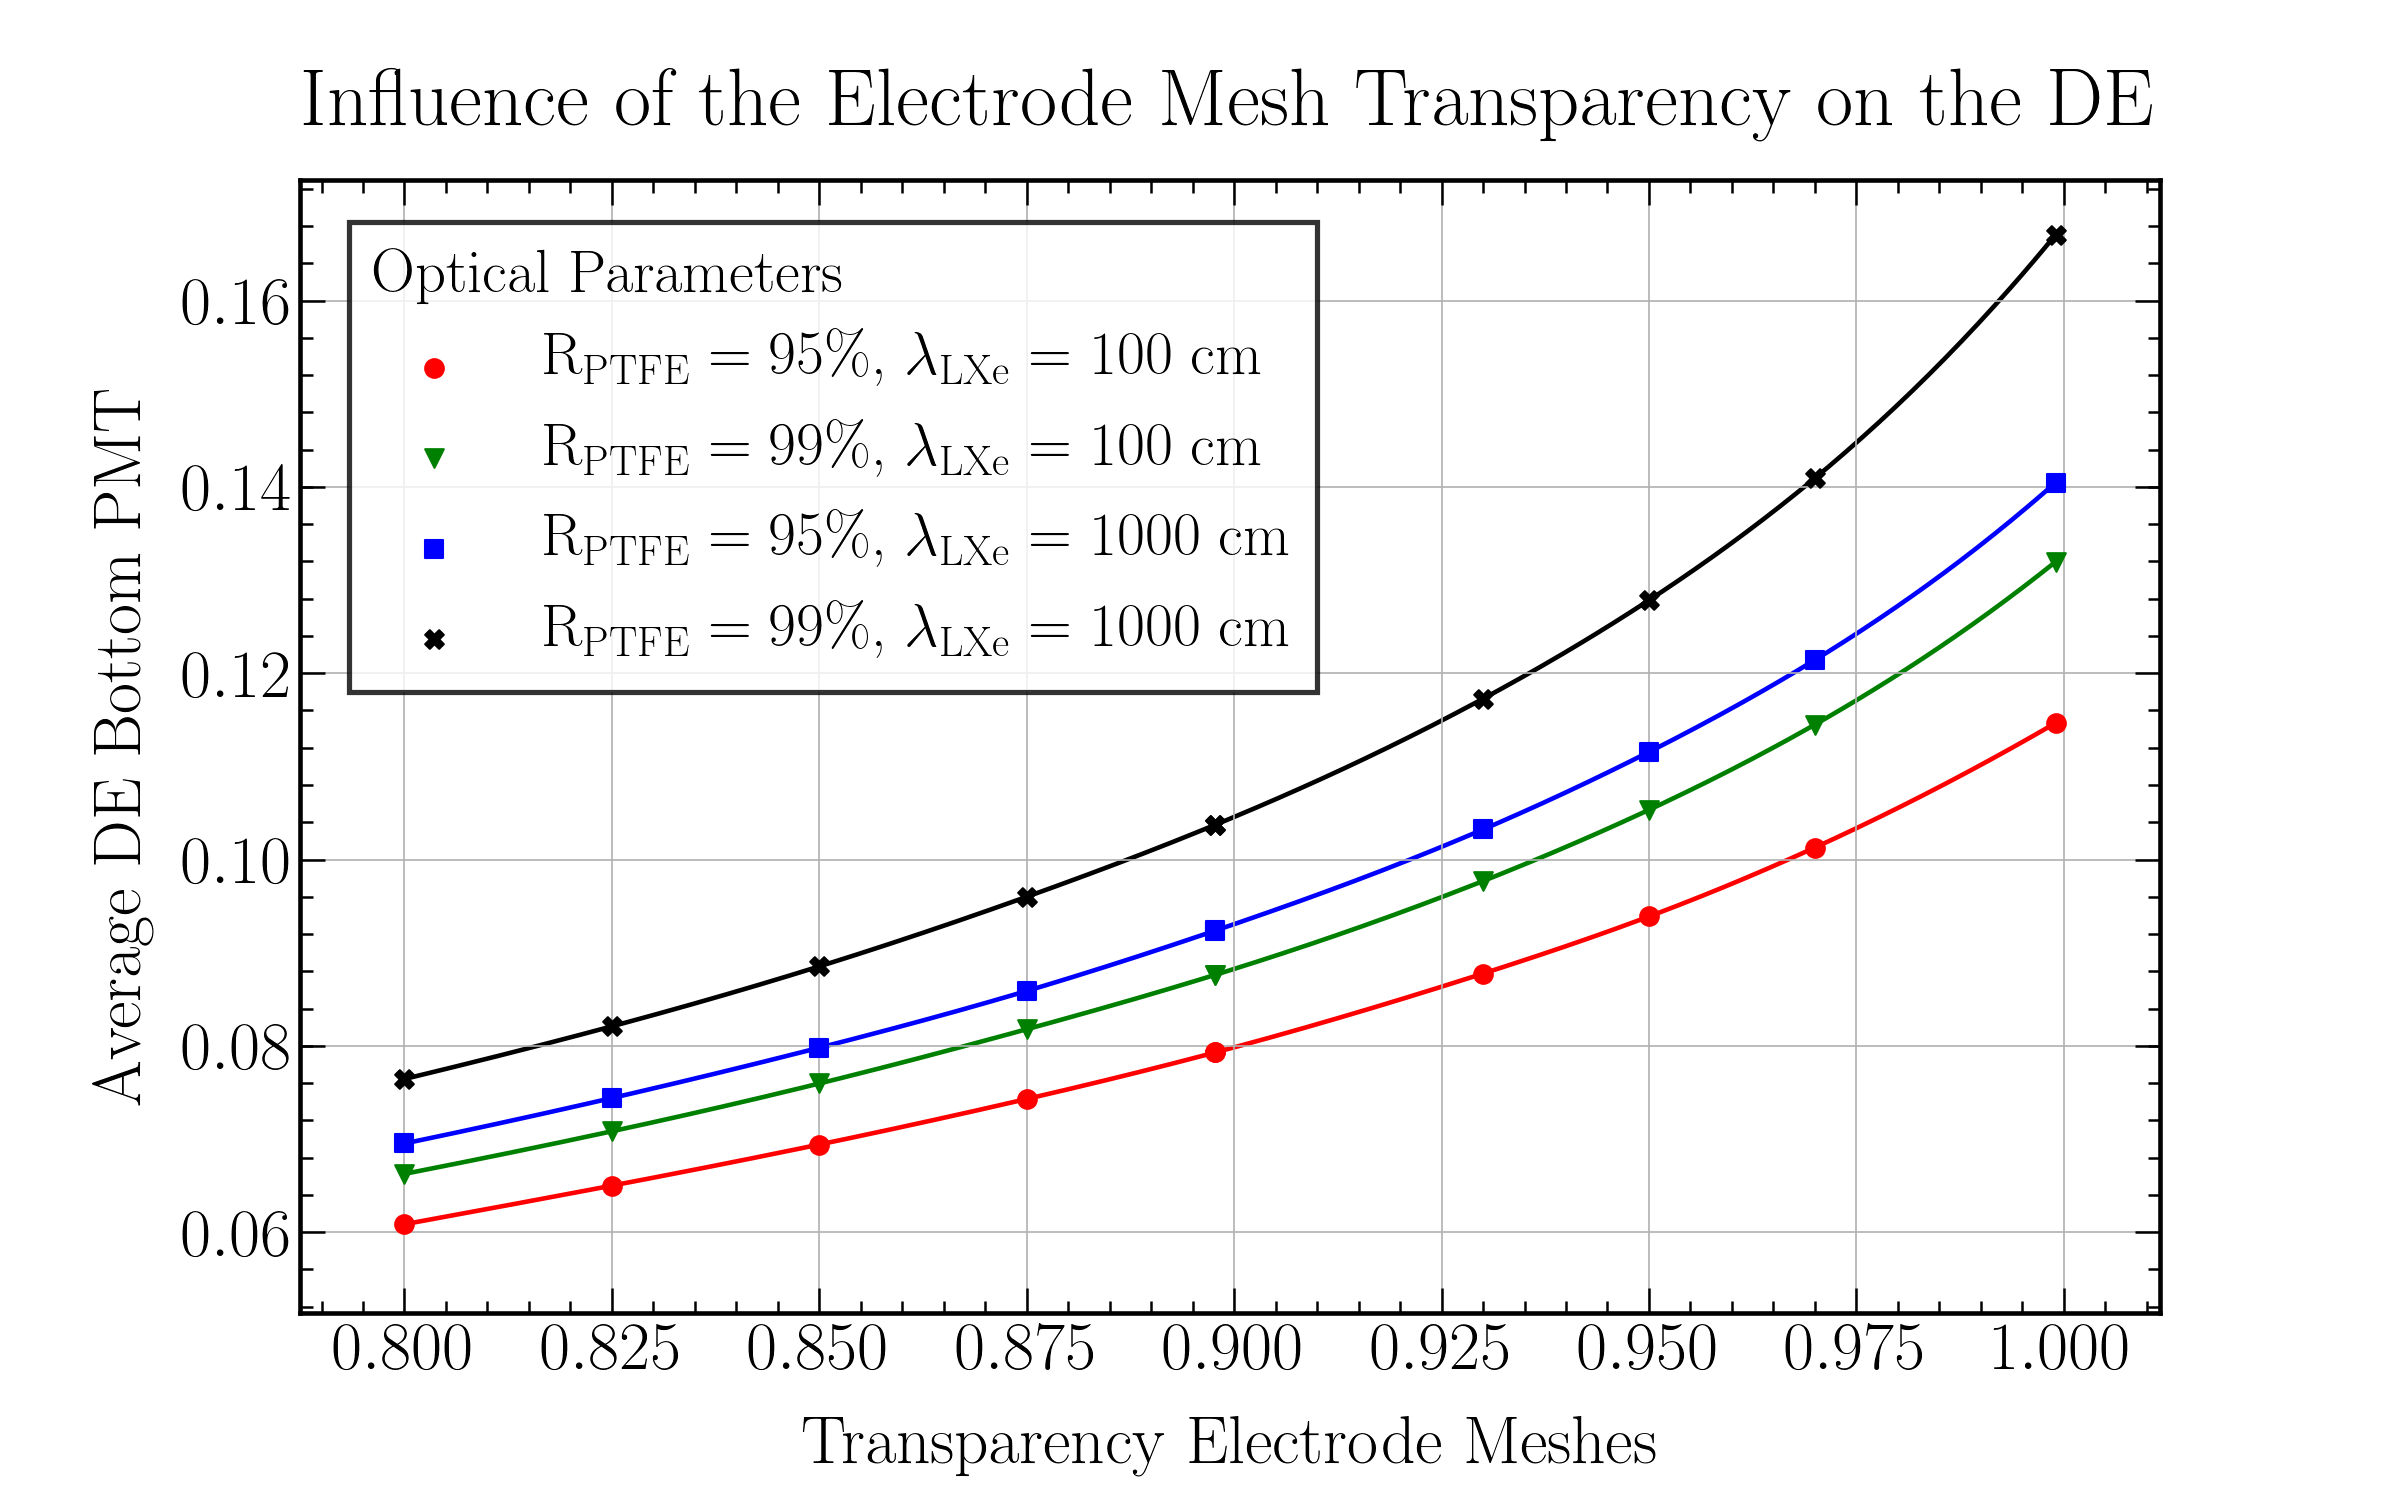 Influence of the Electrode Mesh Transparency on the DE
Optical Parameters
R_PTFE = 95%, λ_LXe = 100 cm
R_PTFE = 99%, λ_LXe = 100 cm
R_PTFE = 95%, λ_LXe = 1000 cm
R_PTFE = 99%, λ_LXe = 1000 cm
Average DE Bottom PMT
0.16
0.14
0.12
0.10
0.08
0.06
0.800 0.825 0.850 0.875 0.900 0.925 0.950 0.975 1.000
Transparency Electrode Meshes